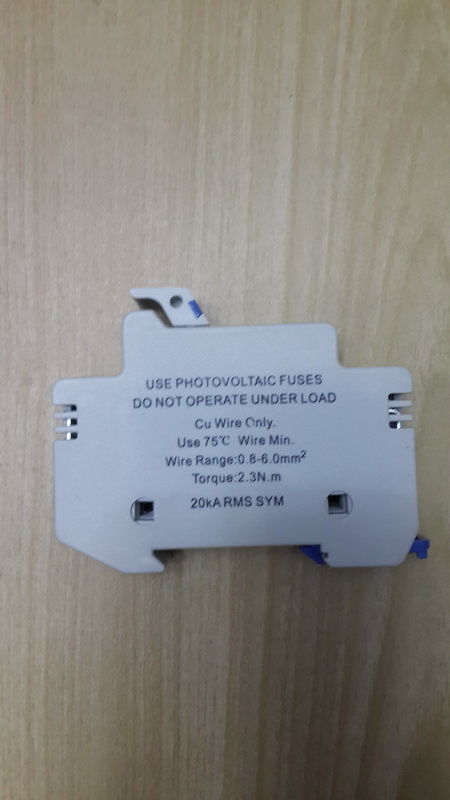 USE PHOTOVOLTAIC FUSES
DO NOT OPERATE UNDER LOAD
Cu Wire Only.
Use 75℃ Wire Min.
Wire Range:0.8-6.0mm²
Torque:2.3N.m
20kA RMS SYM